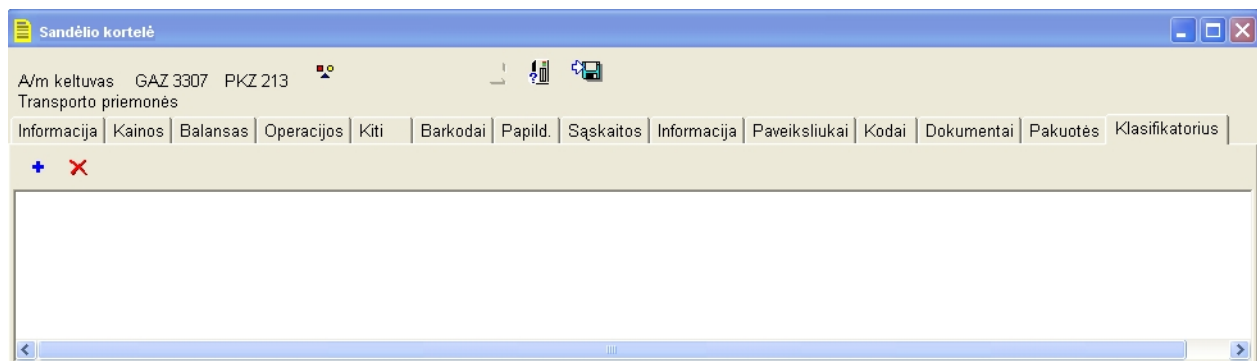 Sandėlio kortelė
A/m keltuvas GAZ 3307 PKZ 213
Transporto priemonės
Informacija Kainos Balansas Operacijos Kiti Barkodai Papild. Sąskaitos Informacija Paveiksliukai Kodai Dokumentai Pakuotės Klasifikatorius